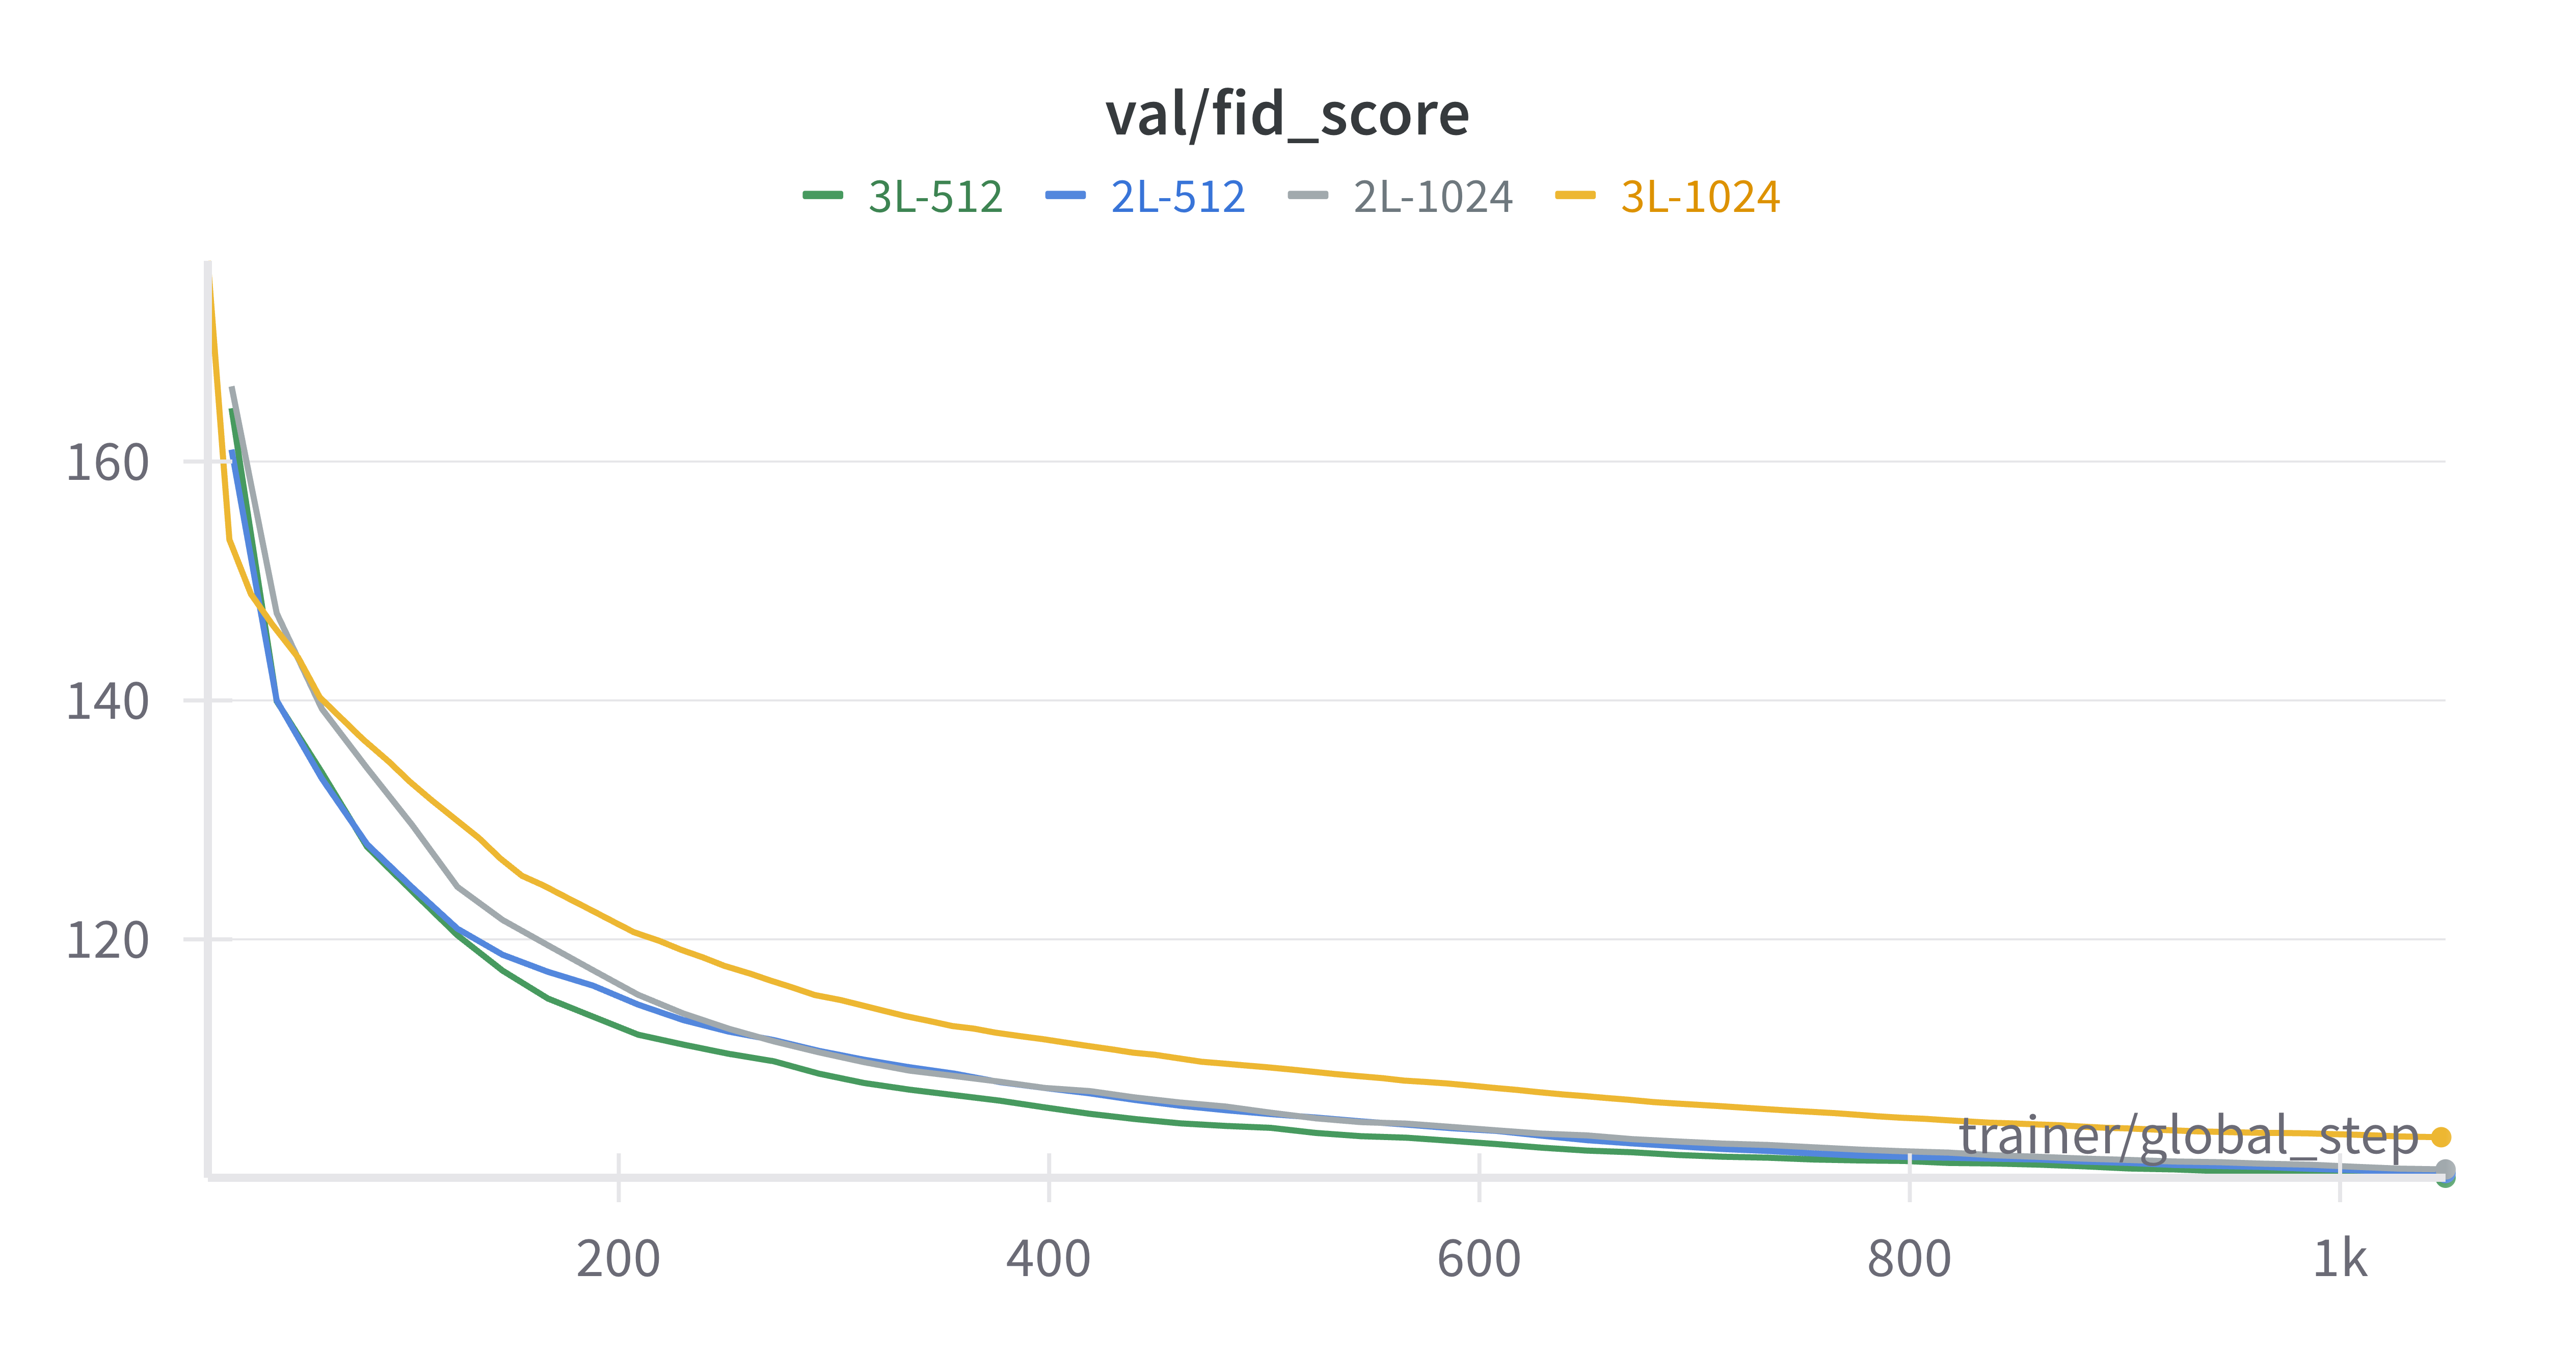 val/fid_score
3L-512 2L-512 2L-1024 3L-1024
160
140
120
trainer/global_step
200 400 600 800 1k